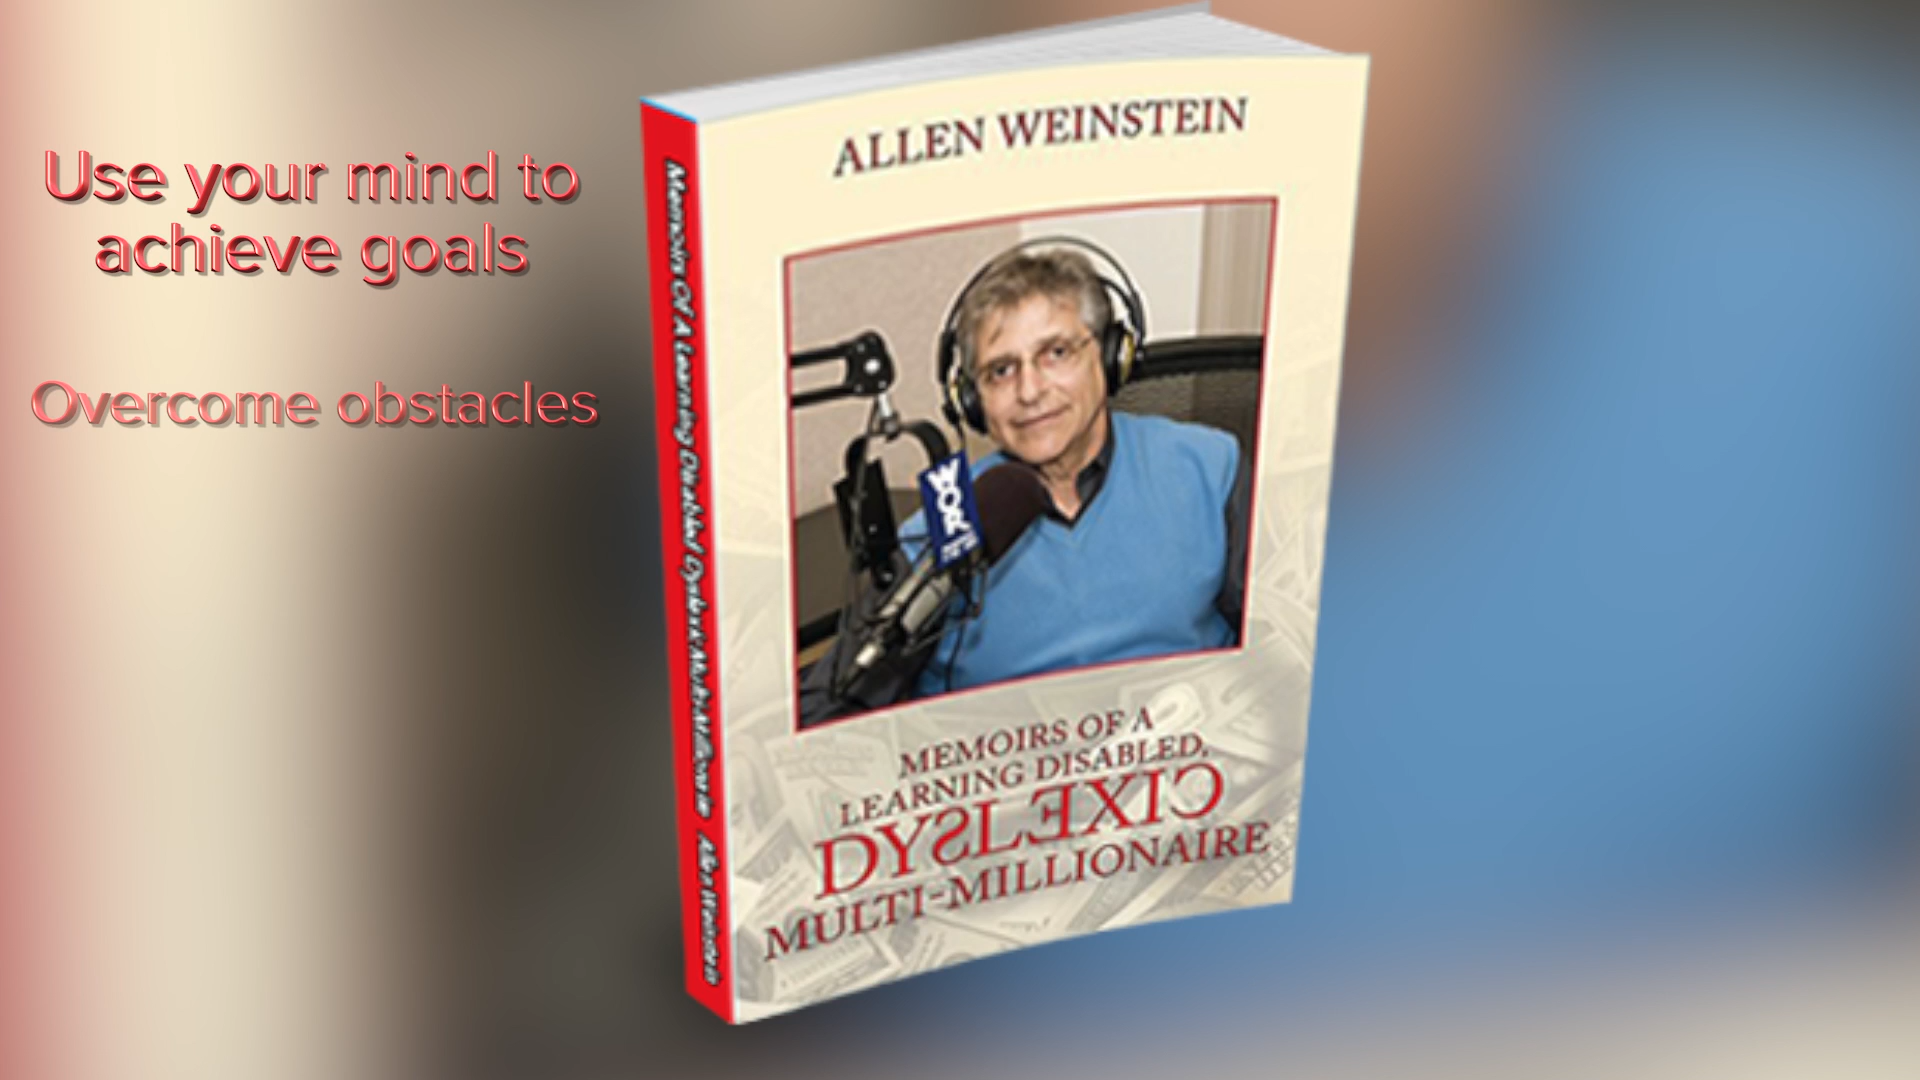 Use your mind to
achieve goals
Overcome obstacles
ALLEN WEINSTEIN
WOR
MEMOIRS OF A
LEARNING DISABLED,
DYSLEXIC
MULTI-MILLIONAIRE
Memoirs Of A Learning Disabled Dyslexic Multi-Millionaire Allen Weinstein